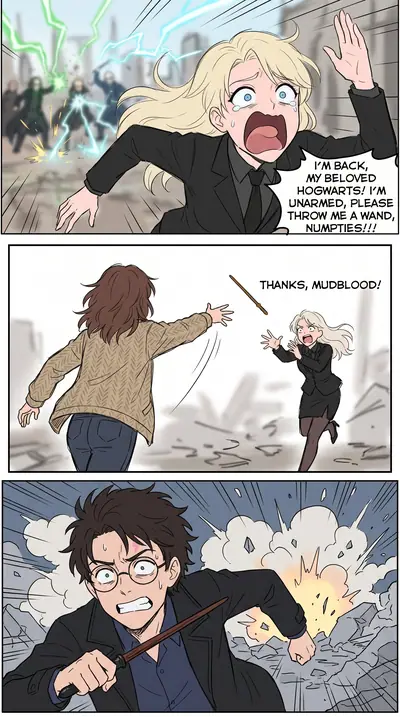 I'M BACK,
MY BELOVED
HOGWARTS! I'M
UNARMED, PLEASE
THROW ME A WAND,
NUMPTIES!!!
THANKS, MUDBLOOD!